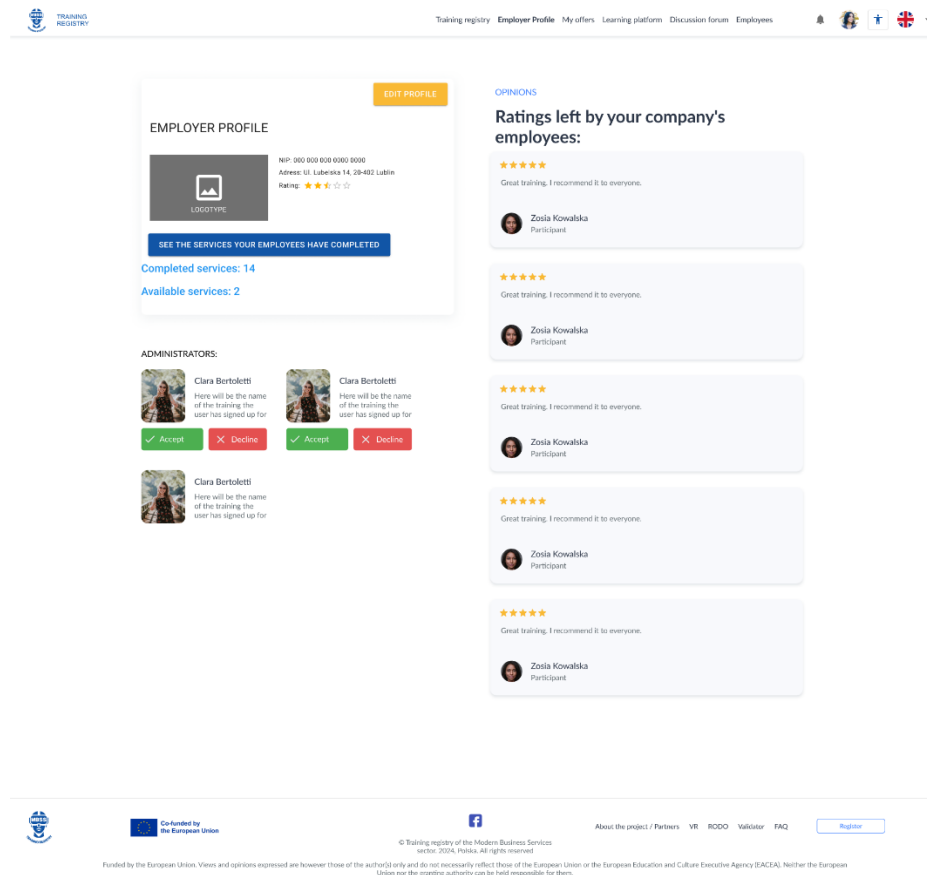 TRAINING
REGISTRY
Training registry Employer Profile My offers Learning platform Discussion forum Employees
EDIT PROFILE
EMPLOYER PROFILE
NIP: 000 000 000 0000 0000
Adress: Ul. Lubelska 14, 20-402 Lublin
Rating:
LOGOTYPE
SEE THE SERVICES YOUR EMPLOYEES HAVE COMPLETED
Completed services: 14
Available services: 2
ADMINISTRATORS:
Clara Bertoletti
Here will be the name
of the training the
user has signed up for
Accept
Decline
Clara Bertoletti
Here will be the name
of the training the
user has signed up for
Accept
Decline
Clara Bertoletti
Here will be the name
of the training the
user has signed up for
OPINIONS
Ratings left by your company's
employees:
Great training, I recommend it to everyone.
Zosia Kowalska
Participant
Great training, I recommend it to everyone.
Zosia Kowalska
Participant
Great training, I recommend it to everyone.
Zosia Kowalska
Participant
Great training, I recommend it to everyone.
Zosia Kowalska
Participant
Great training, I recommend it to everyone.
Zosia Kowalska
Participant
MBSS
Co-funded by
the European Union
© Training registry of the Modern Business Services
sector. 2024, Polska. All rights reserved
About the project / Partners VR RODO Validator FAQ
Register
Funded by the European Union. Views and opinions expressed are however those of the author(s) only and do not necessarily reflect those of the European Union or the European Education and Culture Executive Agency (EACEA). Neither the European
Union nor the granting authority can be held responsible for them.